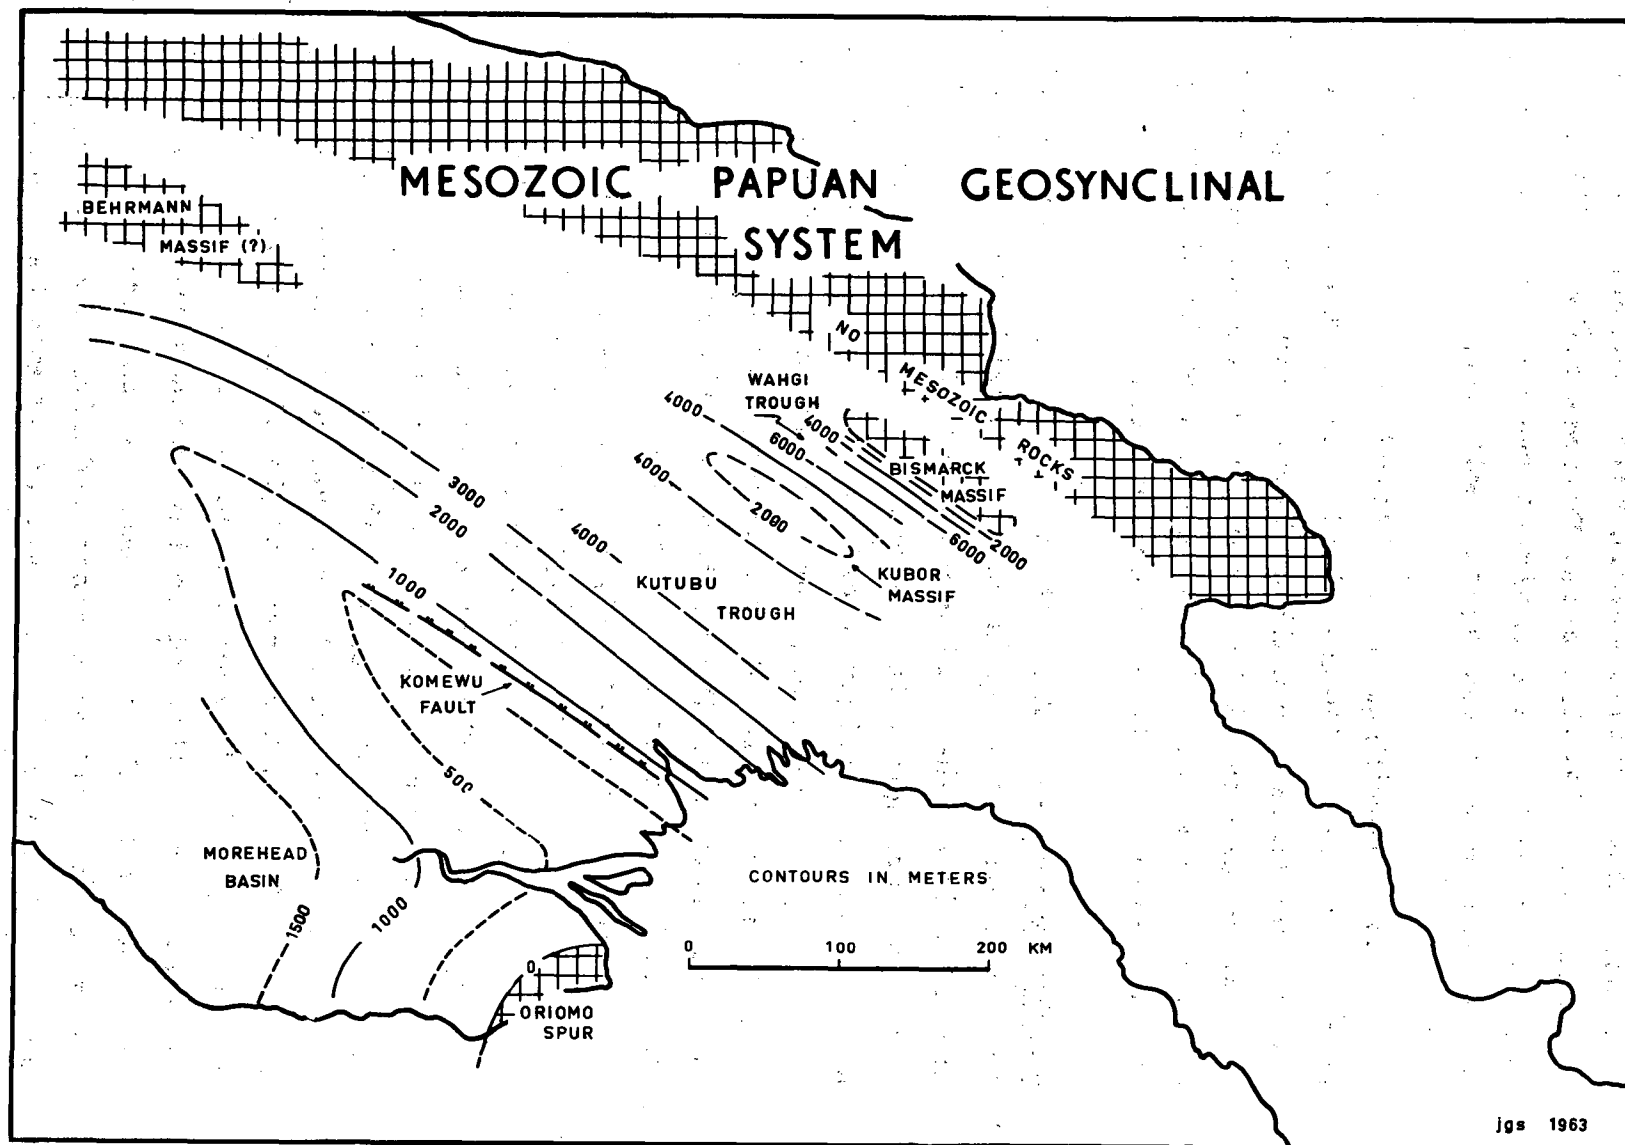 MESOZOIC PAPUAN GEOSYNCLINAL
SYSTEM
BEHRMANN
MASSIF (?)
NO
MESOZOIC
ROCKS
WAHGI
TROUGH
4000
4000
6000
4000
BISMARCK
MASSIF
2000
6000
2000
KUBOR
MASSIF
3000
2000
4000
KUTUBU
TROUGH
1000
KOMEWU
FAULT
500
MOREHEAD
BASIN
1500
1000
CONTOURS IN METERS
0 100 200 KM
0
ORIOMO
SPUR
jgs 1963